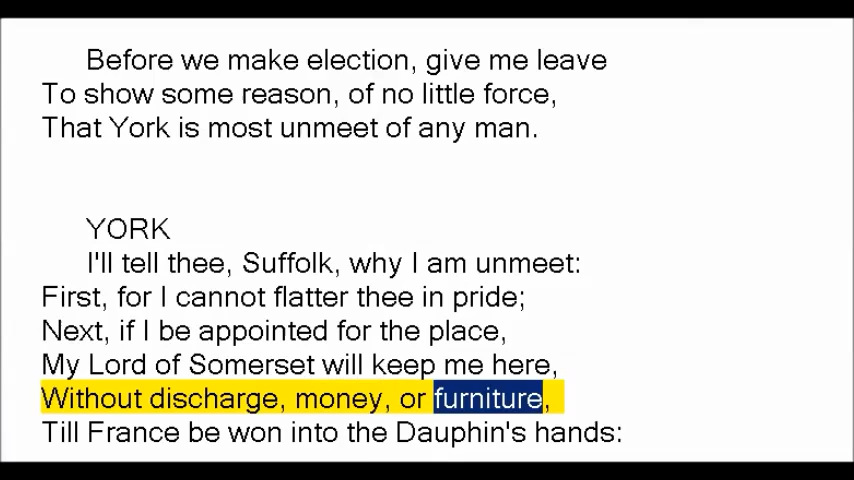 Before we make election, give me leave
To show some reason, of no little force,
That York is most unmeet of any man.
YORK
I'll tell thee, Suffolk, why I am unmeet:
First, for I cannot flatter thee in pride;
Next, if I be appointed for the place,
My Lord of Somerset will keep me here,
Without discharge, money, or furniture,
Till France be won into the Dauphin's hands: